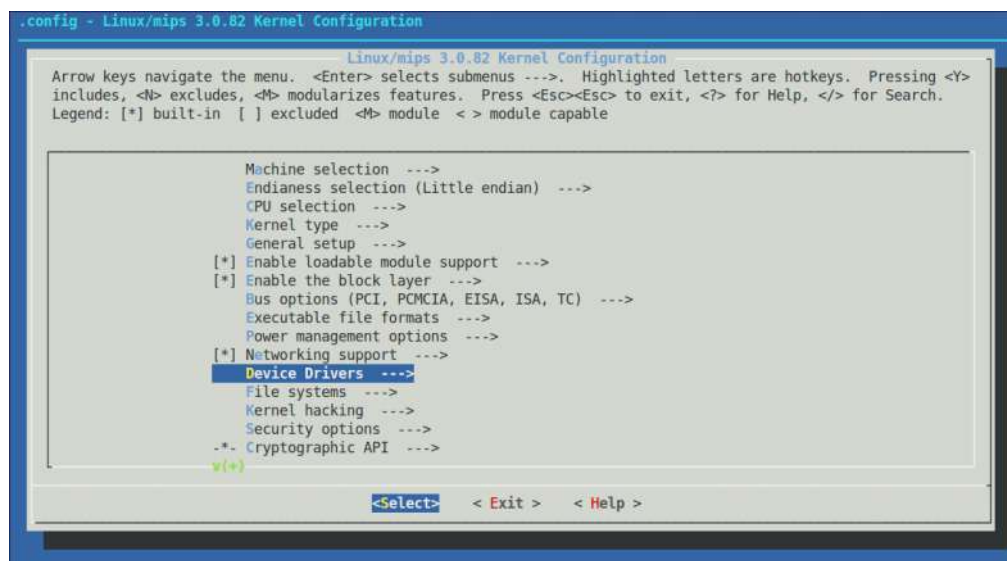 .config - Linux/mips 3.0.82 Kernel Configuration
Linux/mips 3.0.82 Kernel Configuration
Arrow keys navigate the menu.  <Enter> selects submenus --->.  Highlighted letters are hotkeys.  Pressing <Y>
includes, <N> excludes, <M> modularizes features.  Press <Esc><Esc> to exit, <?> for Help, </> for Search.
Legend: [*] built-in  [ ] excluded  <M> module  < > module capable
Machine selection  --->
Endianess selection (Little endian)  --->
CPU selection  --->
Kernel type  --->
General setup  --->
[*] Enable loadable module support  --->
[*] Enable the block layer  --->
Bus options (PCI, PCMCIA, EISA, ISA, TC)  --->
Executable file formats  --->
Power management options  --->
[*] Networking support  --->
Device Drivers  --->
File systems  --->
Kernel hacking  --->
Security options  --->
-*- Cryptographic API  --->
v(+)
<Select>    < Exit >    < Help >